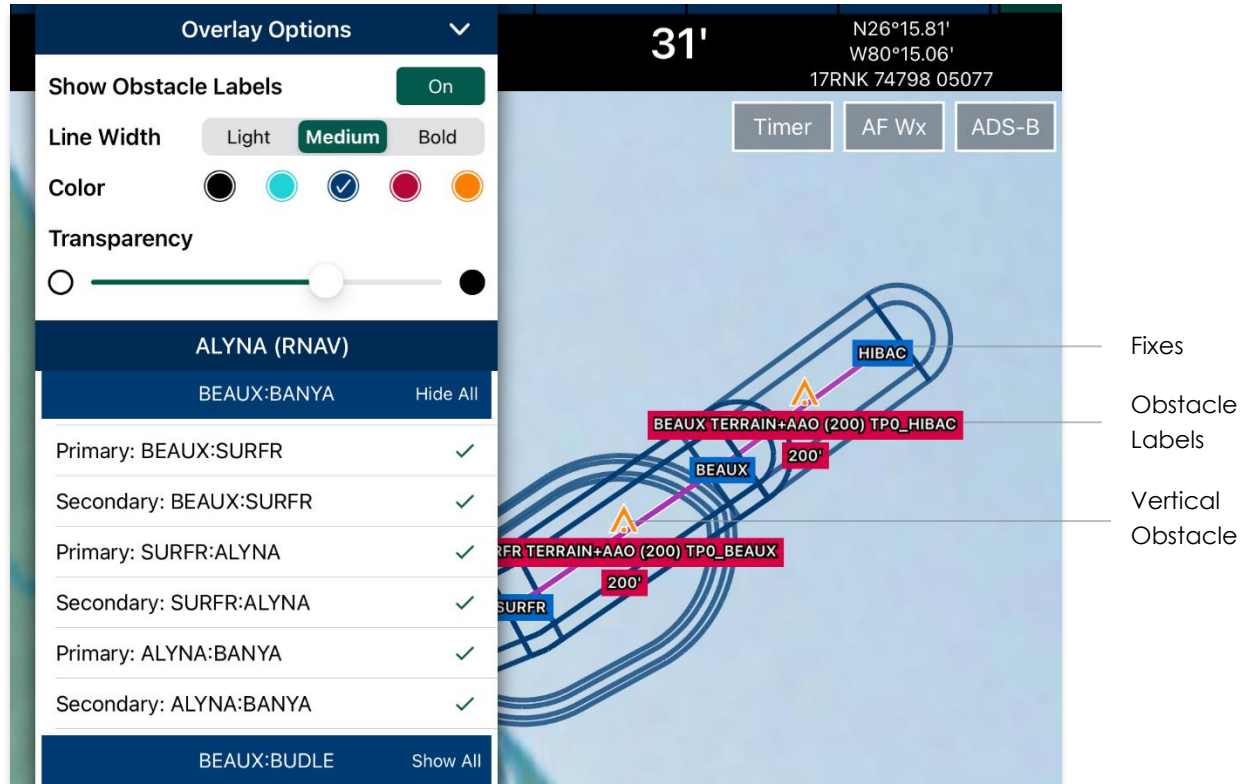 Overlay Options
Show Obstacle Labels
On
Line Width
Light
Medium
Bold
Color
Transparency
ALYNA (RNAV)
BEAUX:BANYA
Hide All
Primary: BEAUX:SURFR
Secondary: BEAUX:SURFR
Primary: SURFR:ALYNA
Secondary: SURFR:ALYNA
Primary: ALYNA:BANYA
Secondary: ALYNA:BANYA
BEAUX:BUDLE
Show All
31'
N26°15.81'
W80°15.06'
17RNK 74798 05077
Timer
AF Wx
ADS-B
HIBAC
BEAUX TERRAIN+AAO (200) TP0_HIBAC
200'
BEAUX
RFR TERRAIN+AAO (200) TP0_BEAUX
200'
SURFR
Fixes
Obstacle
Labels
Vertical
Obstacle